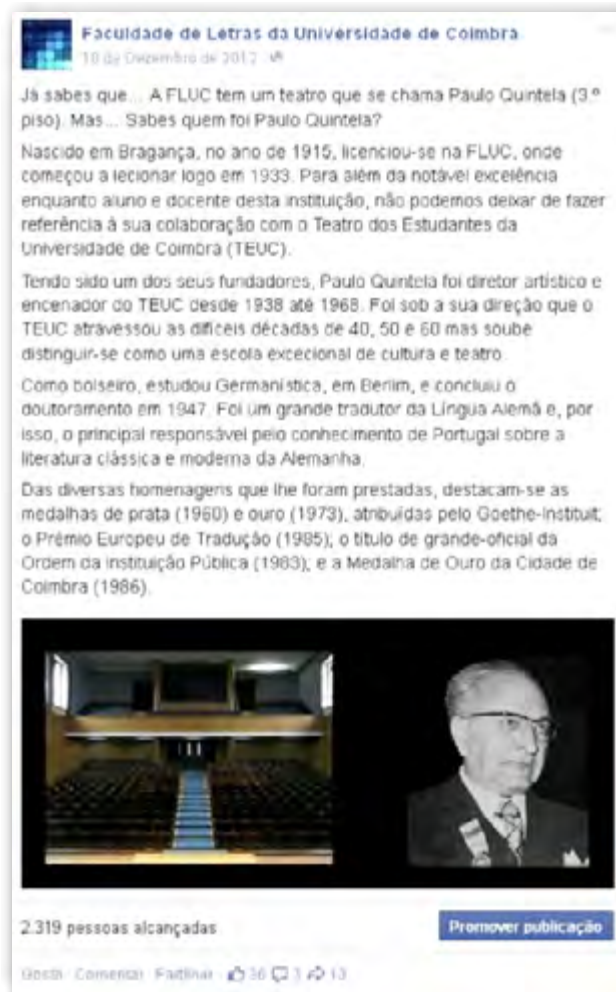 Faculdade de Letras da Universidade de Coimbra
de Dezembro de
Já sabes que... A FLUC tem um teatro que se chama Paulo Quintela (3.º
piso). Mas... Sabes quem foi Paulo Quintela?
Nascido em Bragança, no ano de 1915, licenciou-se na FLUC, onde
começou a lecionar logo em 1933. Para além da notável excelência
enquanto aluno e docente desta instituição, não podemos deixar de fazer
referência à sua colaboração com o Teatro dos Estudantes da
Universidade de Coimbra (TEUC).
Tendo sido um dos seus fundadores, Paulo Quintela foi diretor artístico e
encenador do TEUC desde 1938 até 1968. Foi sob a sua direção que o
TEUC atravessou as difíceis décadas de 40, 50 e 60 mas soube
distinguir-se como uma escola excecional de cultura e teatro.
Como bolseiro, estudou Germanística, em Berlim, e concluiu o
doutoramento em 1947. Foi um grande tradutor da Língua Alemã e, por
isso, o principal responsável pelo conhecimento de Portugal sobre a
literatura clássica e moderna da Alemanha.
Das diversas homenagens que lhe foram prestadas, destacam-se as
medalhas de prata (1960) e ouro (1973), atribuídas pelo Goethe-Institut;
o Prémio Europeu de Tradução (1985); o título de grande-oficial da
Ordem da Instituição Pública (1983); e a Medalha de Ouro da Cidade de
Coimbra (1986).
2.319 pessoas alcançadas
Promover publicação
Gosto Comentar Partilhar 36 3 13